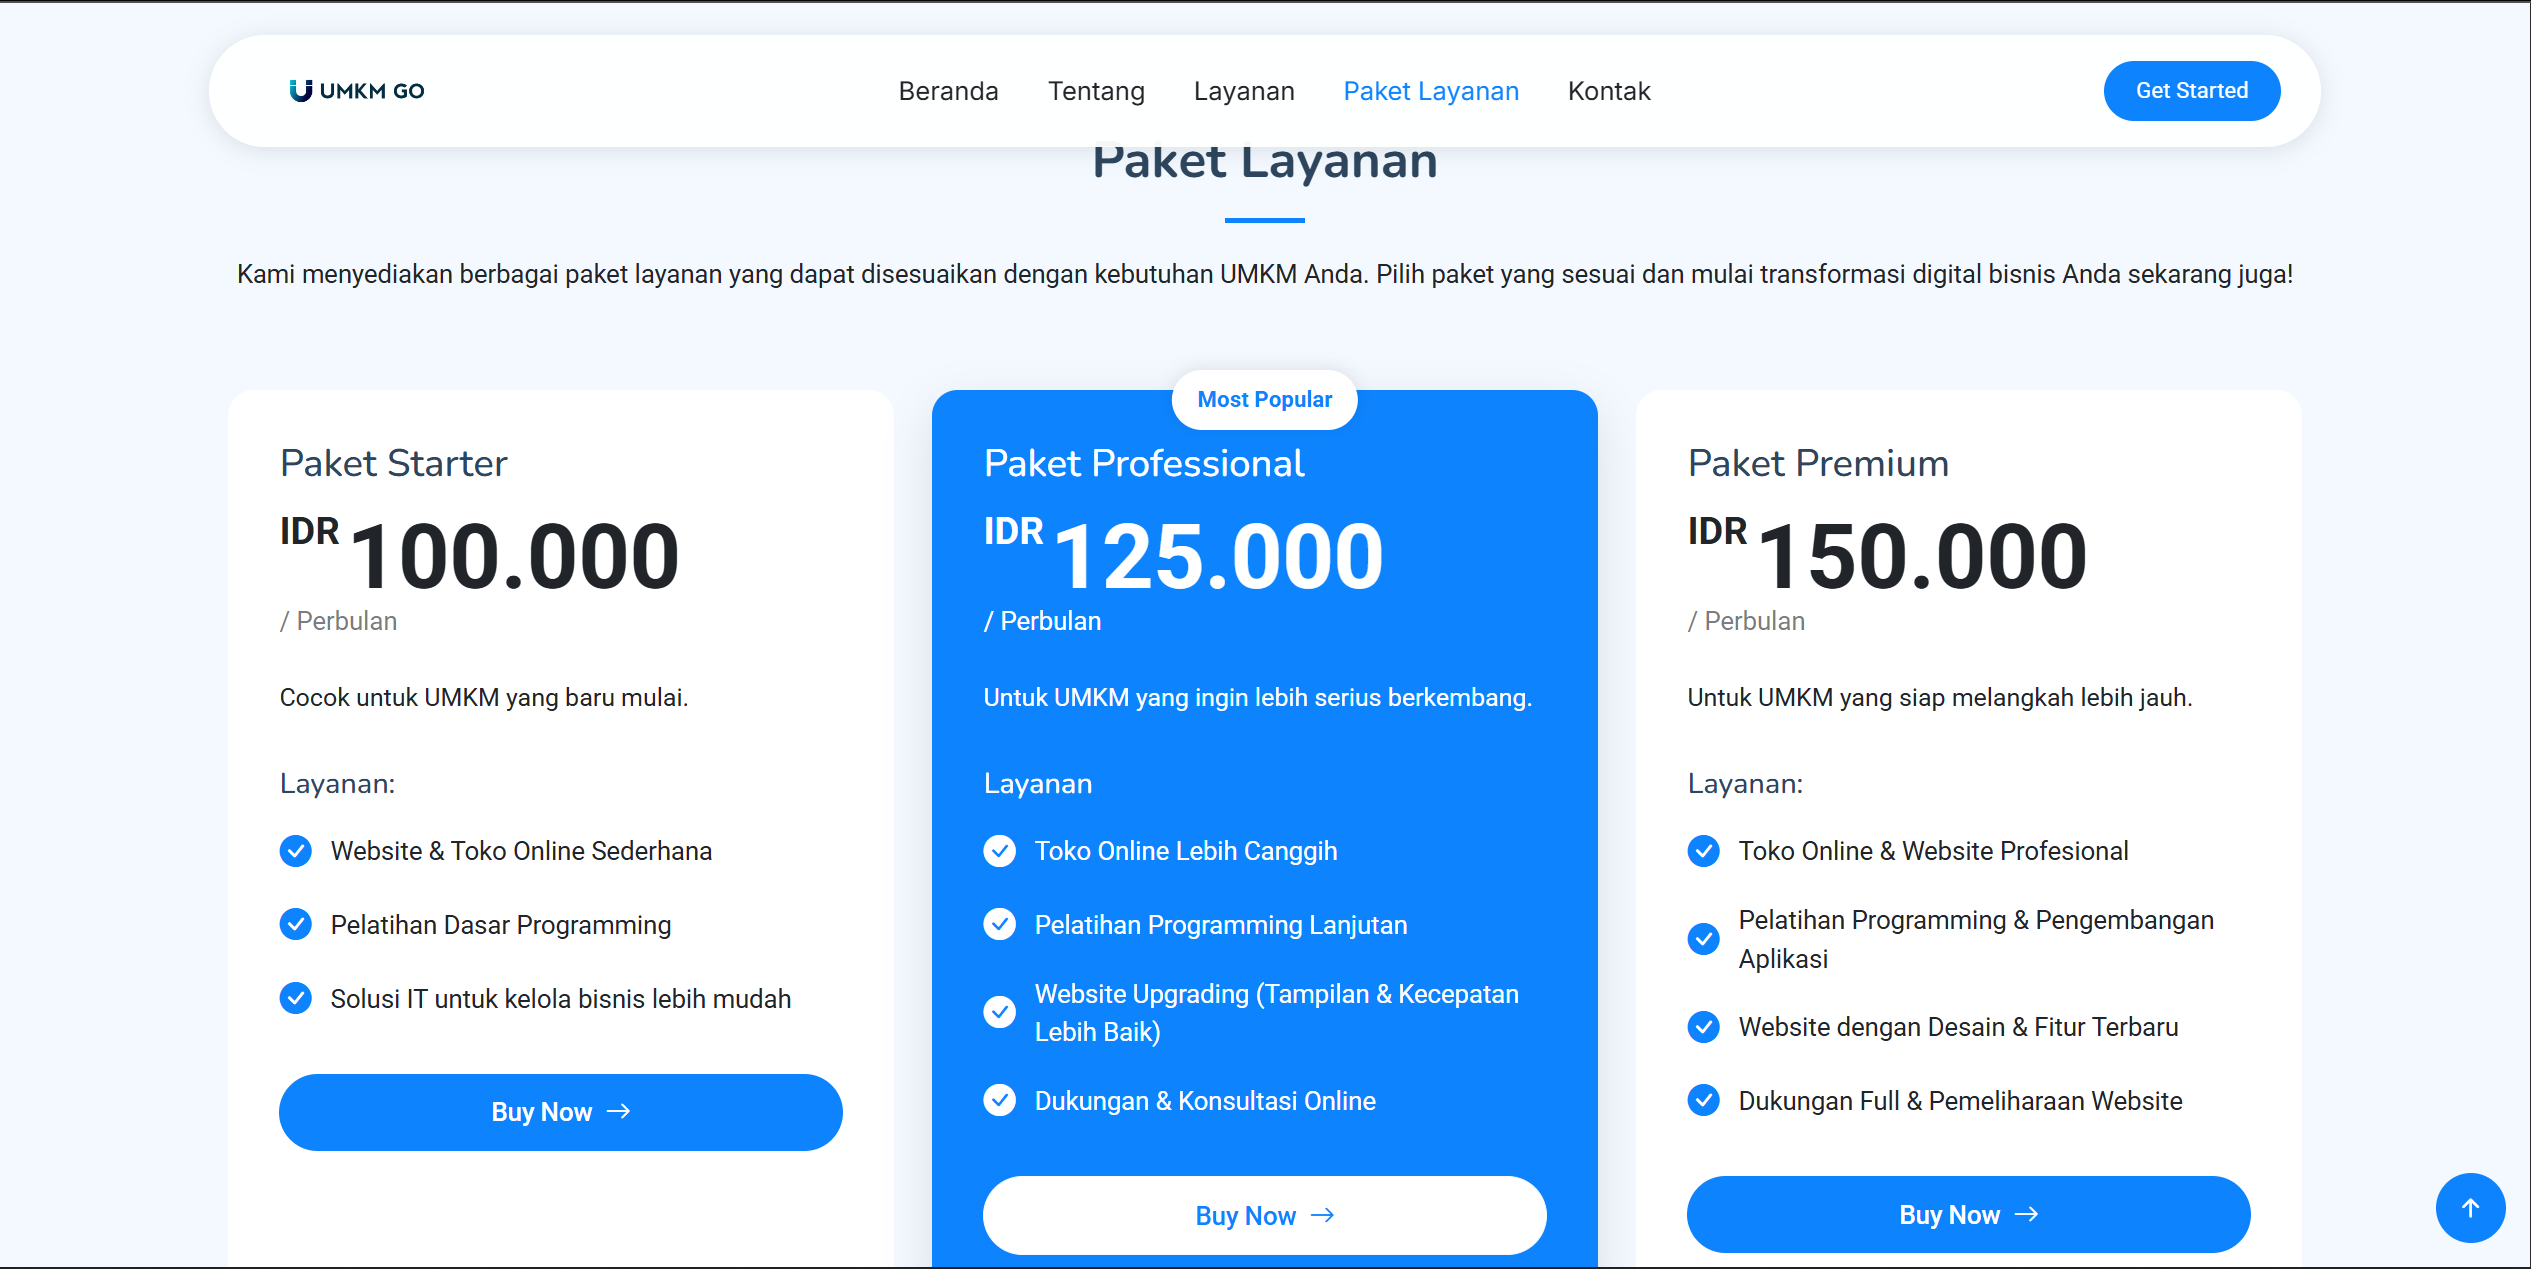 UMKM GO
Beranda
Tentang
Layanan
Paket Layanan
Kontak
Get Started
Paket Layanan
Kami menyediakan berbagai paket layanan yang dapat disesuaikan dengan kebutuhan UMKM Anda. Pilih paket yang sesuai dan mulai transformasi digital bisnis Anda sekarang juga!
Paket Starter
IDR 100.000
/ Perbulan
Cocok untuk UMKM yang baru mulai.
Layanan:
Website & Toko Online Sederhana
Pelatihan Dasar Programming
Solusi IT untuk kelola bisnis lebih mudah
Buy Now
Most Popular
Paket Professional
IDR 125.000
/ Perbulan
Untuk UMKM yang ingin lebih serius berkembang.
Layanan
Toko Online Lebih Canggih
Pelatihan Programming Lanjutan
Website Upgrading (Tampilan & Kecepatan
Lebih Baik)
Dukungan & Konsultasi Online
Buy Now
Paket Premium
IDR 150.000
/ Perbulan
Untuk UMKM yang siap melangkah lebih jauh.
Layanan:
Toko Online & Website Profesional
Pelatihan Programming & Pengembangan
Aplikasi
Website dengan Desain & Fitur Terbaru
Dukungan Full & Pemeliharaan Website
Buy Now